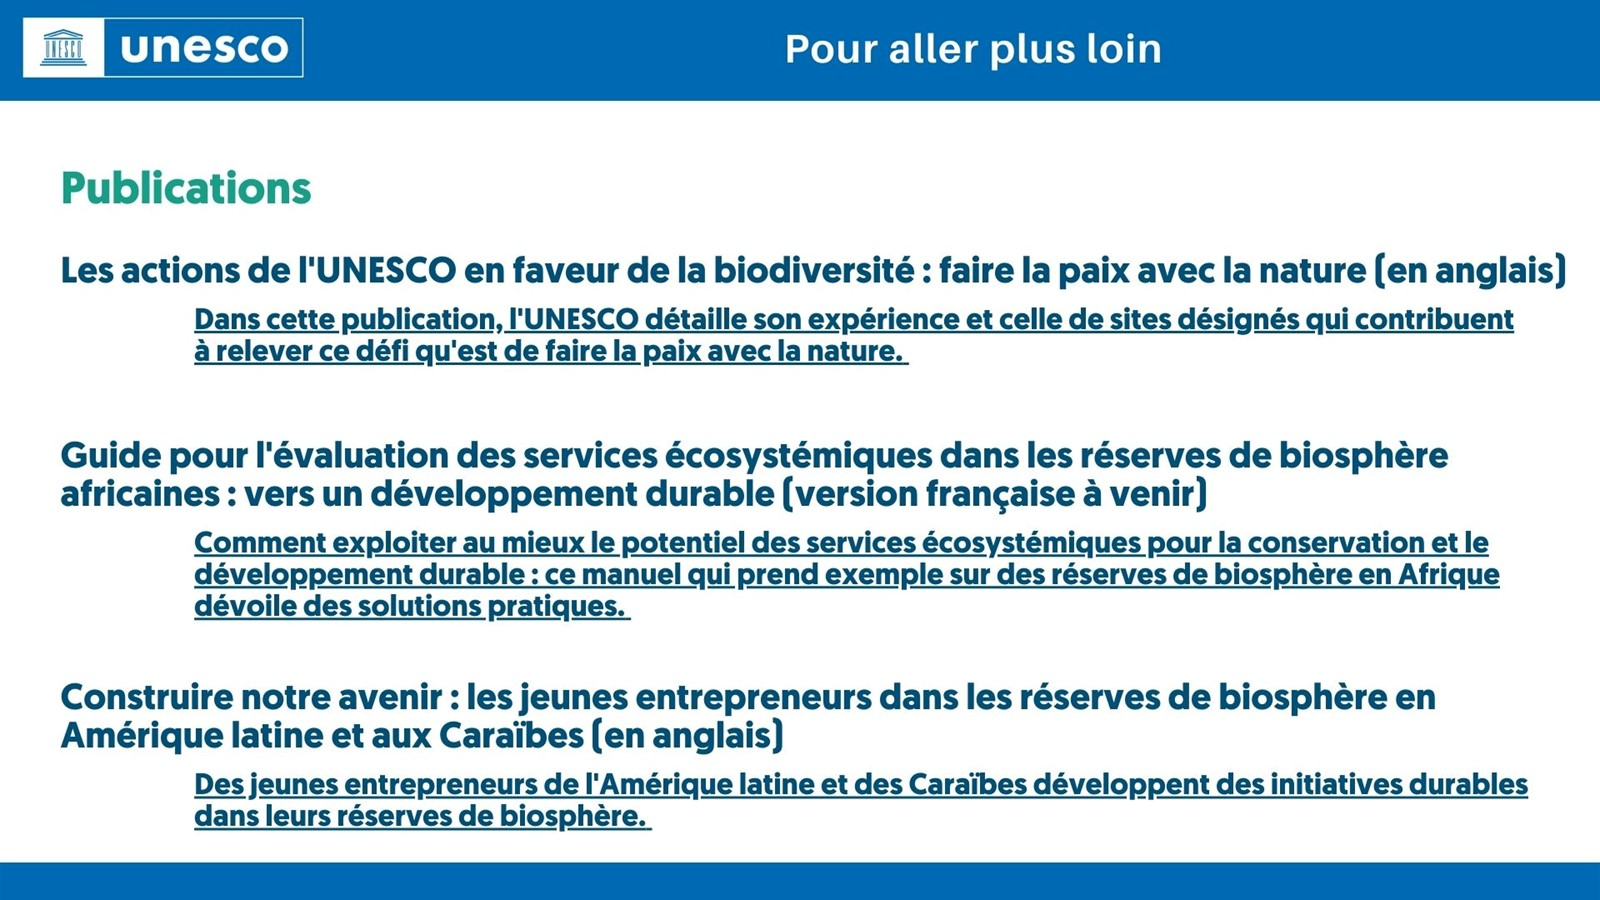 UNESCO
unesco
Pour aller plus loin
Publications
Les actions de l'UNESCO en faveur de la biodiversité : faire la paix avec la nature (en anglais)
Dans cette publication, l'UNESCO détaille son expérience et celle de sites désignés qui contribuent
à relever ce défi qu'est de faire la paix avec la nature.
Guide pour l'évaluation des services écosystémiques dans les réserves de biosphère
africaines : vers un développement durable (version française à venir)
Comment exploiter au mieux le potentiel des services écosystémiques pour la conservation et le
développement durable : ce manuel qui prend exemple sur des réserves de biosphère en Afrique
dévoile des solutions pratiques.
Construire notre avenir : les jeunes entrepreneurs dans les réserves de biosphère en
Amérique latine et aux Caraïbes (en anglais)
Des jeunes entrepreneurs de l'Amérique latine et des Caraïbes développent des initiatives durables
dans leurs réserves de biosphère.